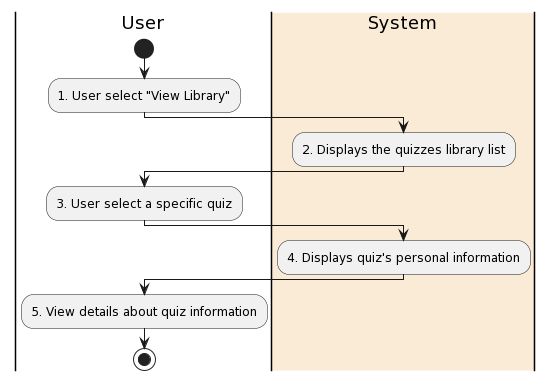 User
System
1. User select "View Library"
2. Displays the quizzes library list
3. User select a specific quiz
4. Displays quiz's personal information
5. View details about quiz information